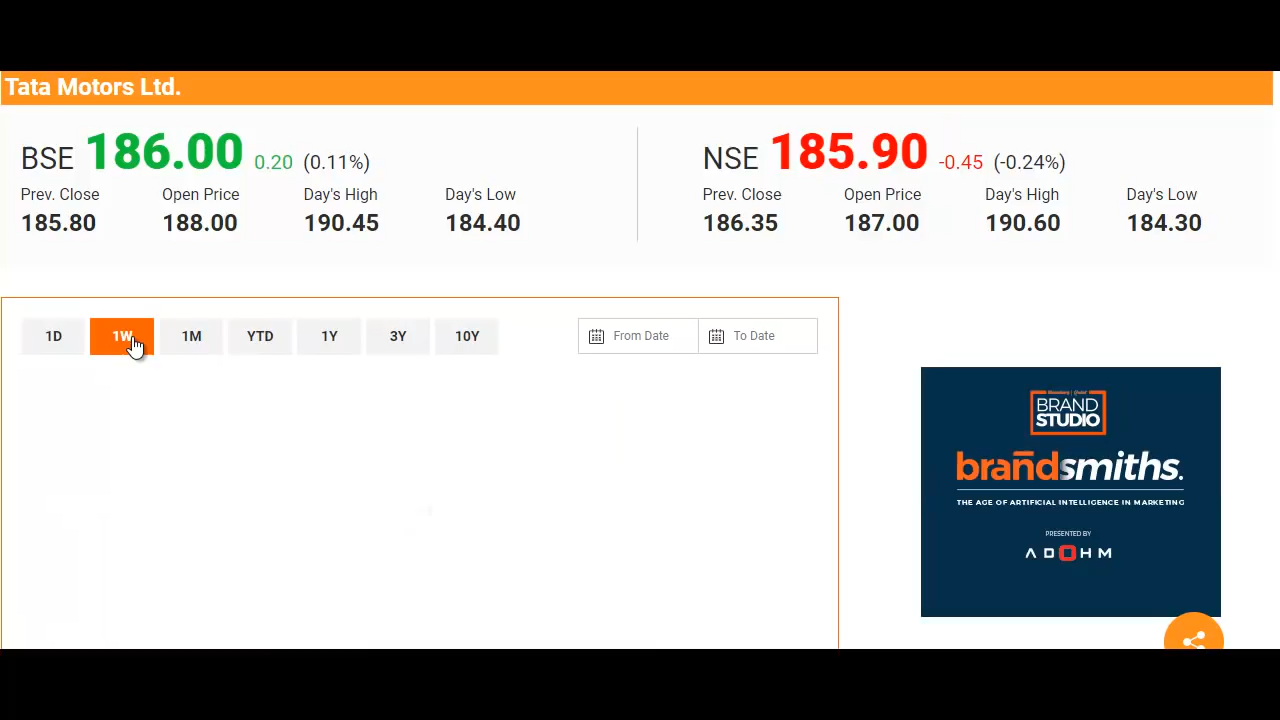 Tata Motors Ltd.
BSE 186.00 0.20 (0.11%)
Prev. Close Open Price Day's High Day's Low
185.80 188.00 190.45 184.40
NSE 185.90 -0.45 (-0.24%)
Prev. Close Open Price Day's High Day's Low
186.35 187.00 190.60 184.30
1D 1W 1M YTD 1Y 3Y 10Y From Date To Date
BRAND
STUDIO
brandsmiths.
THE AGE OF ARTIFICIAL INTELLIGENCE IN MARKETING
PRESENTED BY
ADOHM